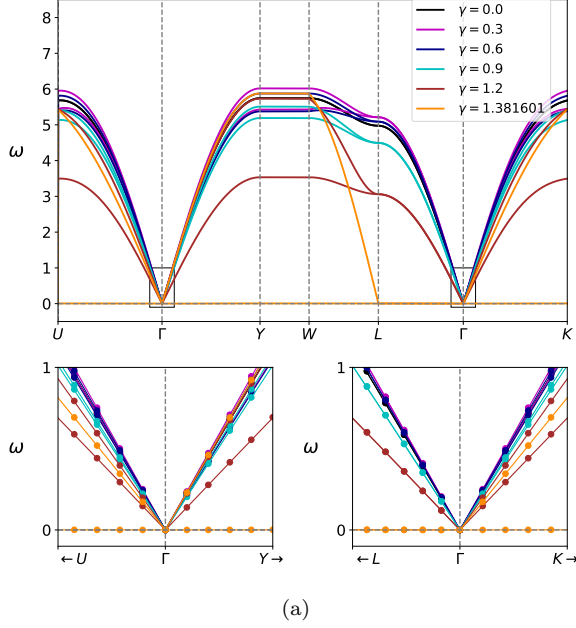 8
7
6
5
4
3
2
1
0
ω
γ = 0.0
γ = 0.3
γ = 0.6
γ = 0.9
γ = 1.2
γ = 1.381601
U Γ Y W L Γ K
1 1
ω ω
0 0
←U Γ Y→ ←L Γ K→
(a)